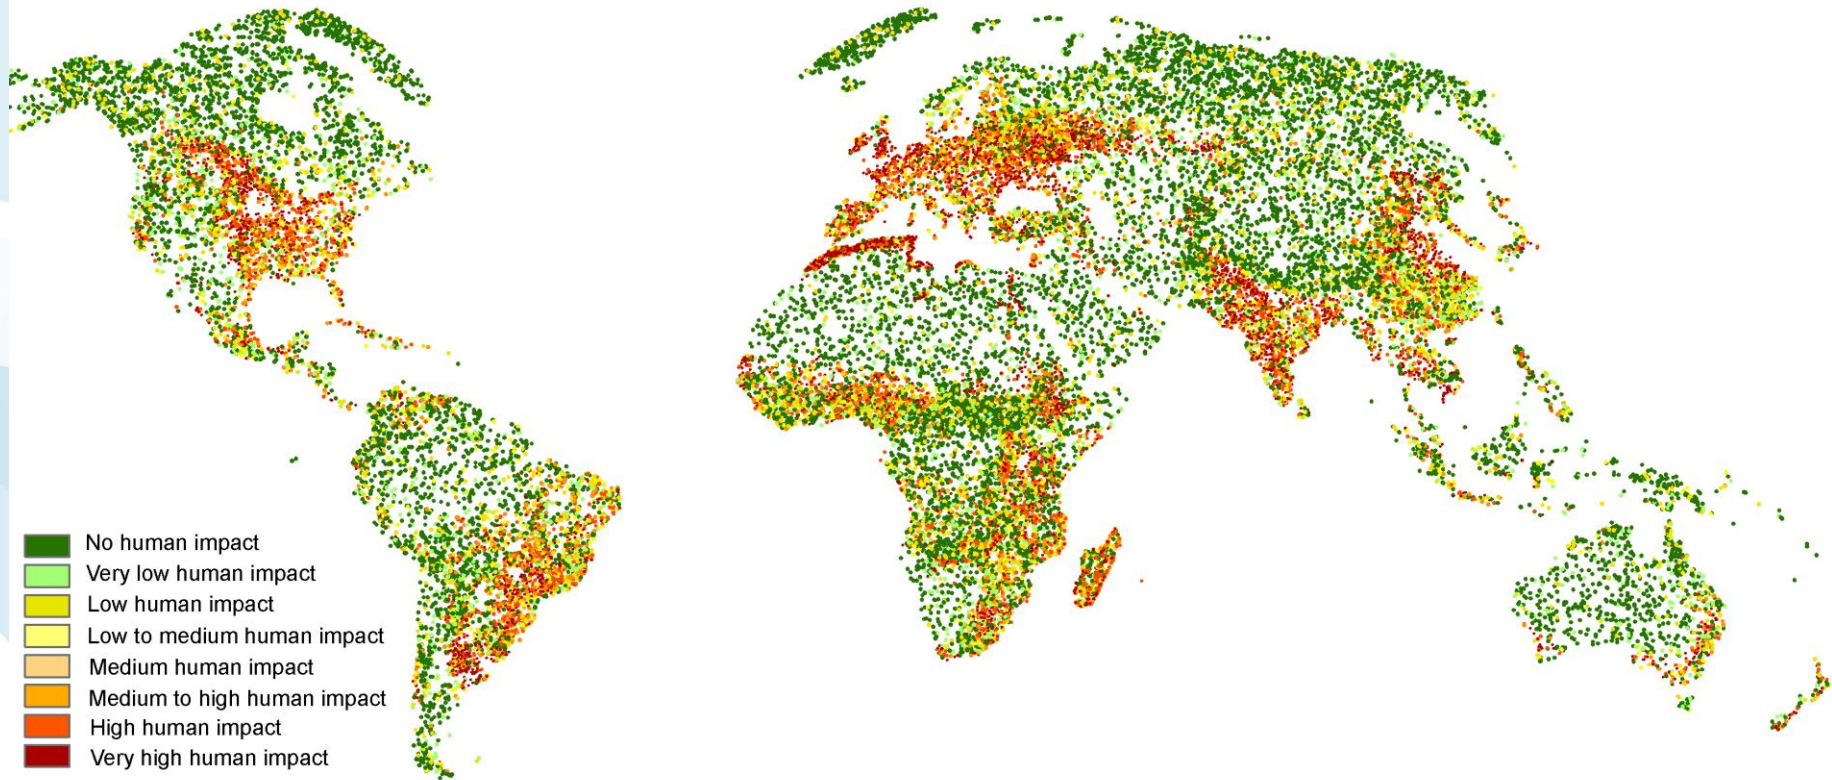 No human impact
Very low human impact
Low human impact
Low to medium human impact
Medium human impact
Medium to high human impact
High human impact
Very high human impact